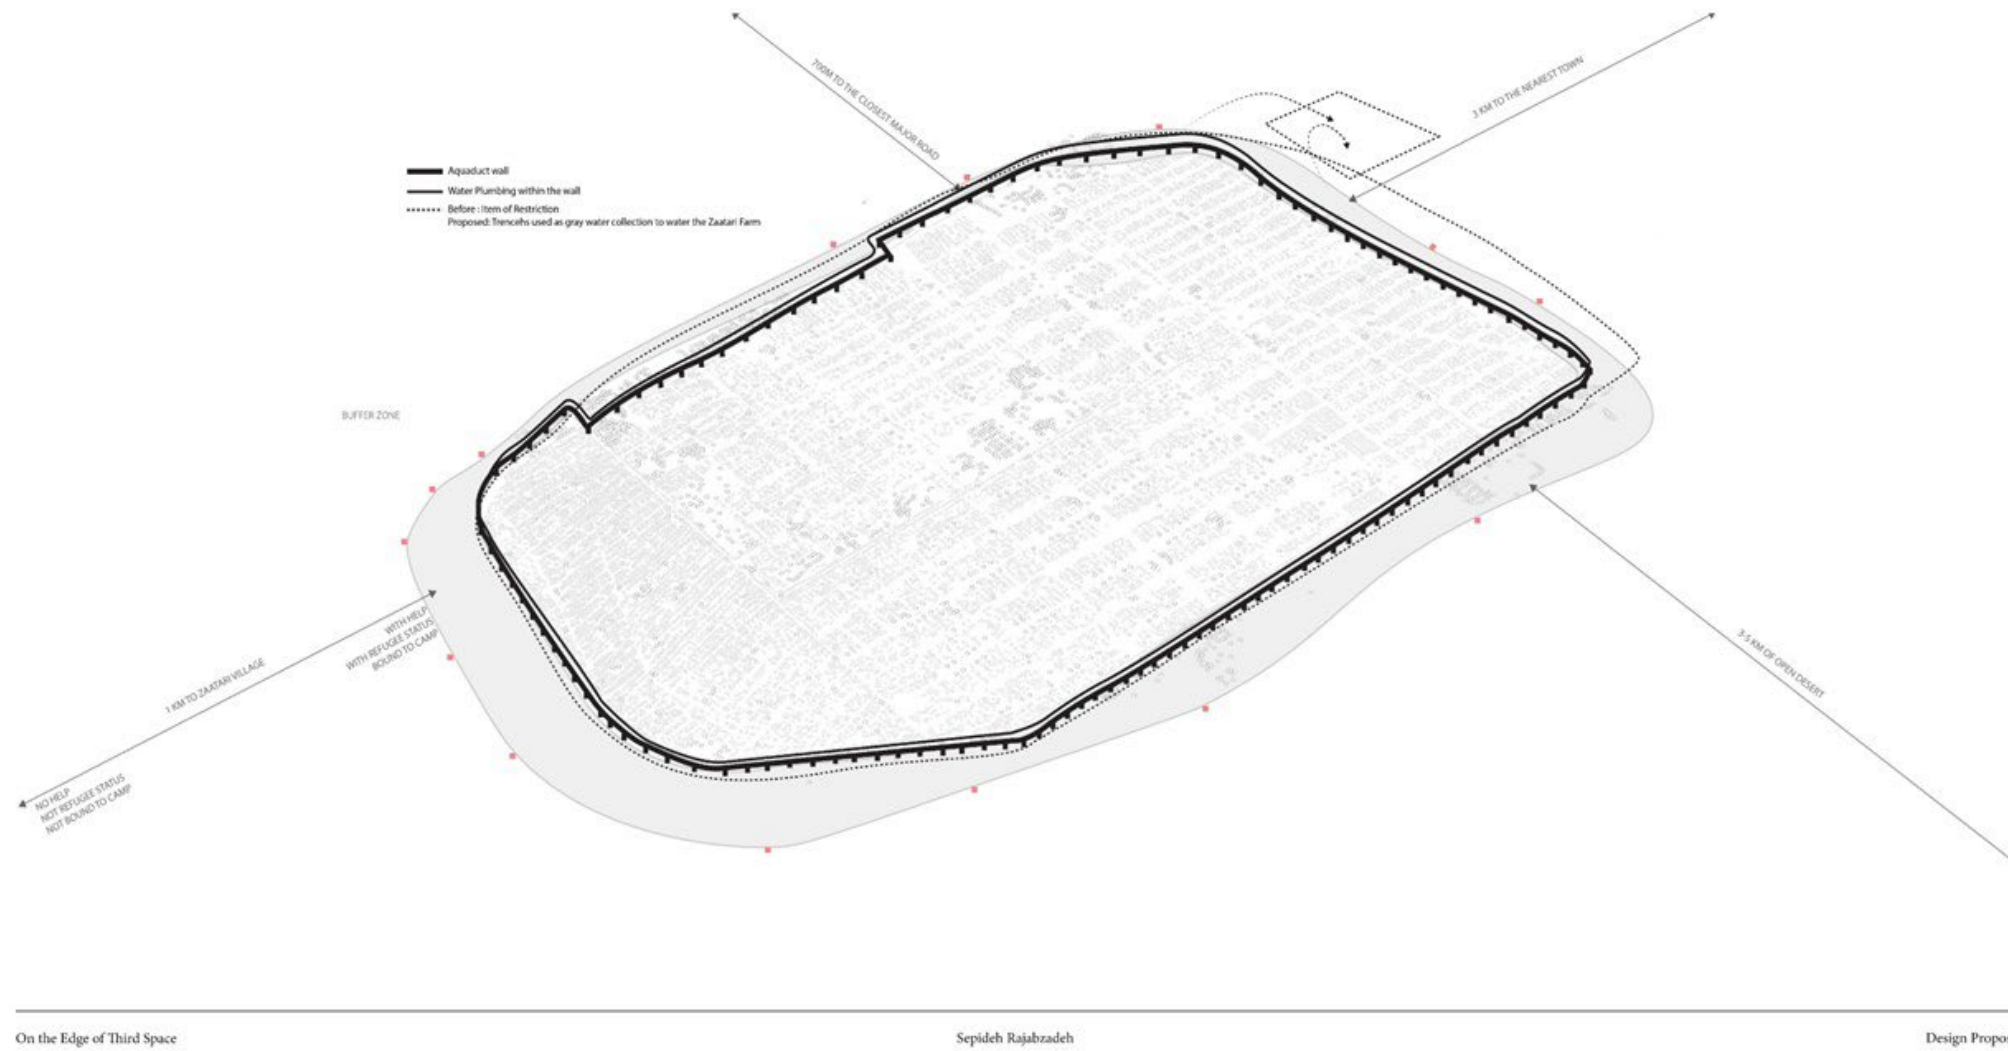 700M TO THE CLOSEST MAJOR ROAD
3 KM TO THE NEAREST TOWN
Aquaduct wall
Water Plumbing within the wall
Before : Item of Restriction
Proposed: Trencehs used as gray water collection to water the Zaatari Farm
BUFFER ZONE
WITH HELP
WITH REFUGEE STATUS
BOUND TO CAMP
1 KM TO ZAATARI VILLAGE
NO HELP
NOT REFUGEE STATUS
NOT BOUND TO CAMP
3-5 KM OF OPEN DESERT
On the Edge of Third Space
Sepideh Rajabzadeh
Design Propo